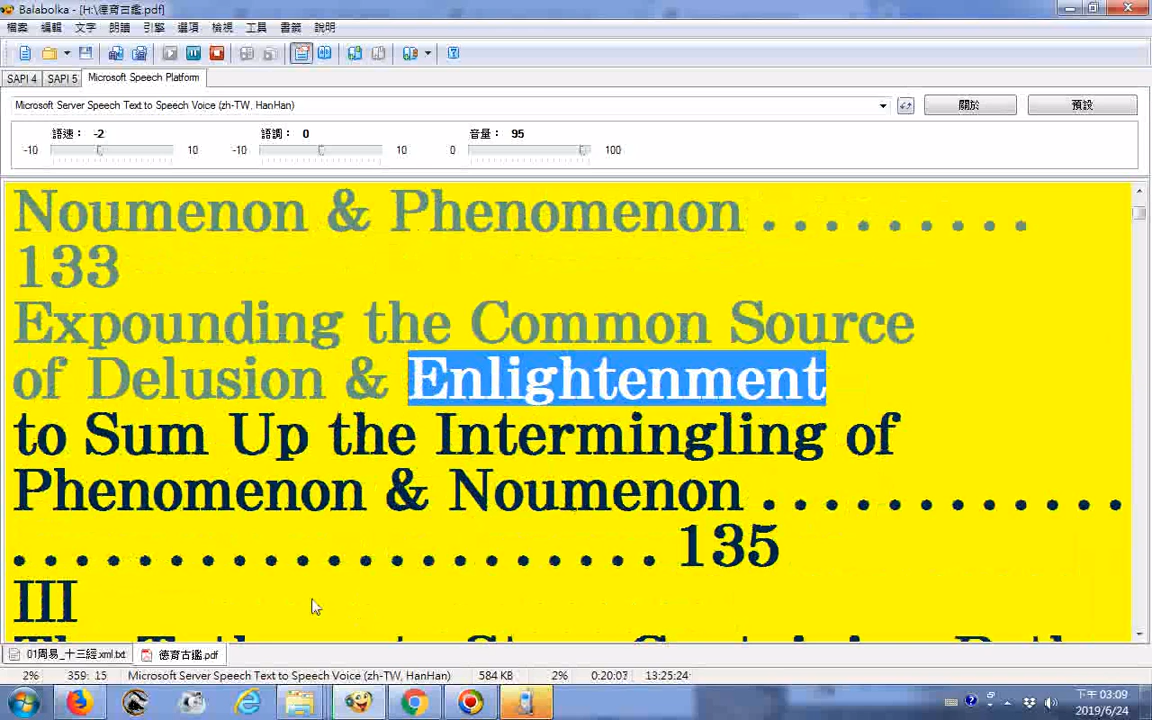 Balabolka - [H:\德育古鑑.pdf]
檔案 編輯 文字 朗讀 引擎 選項 檢視 工具 書籤 說明
SAPI 4 SAPI 5 Microsoft Speech Platform
Microsoft Server Speech Text to Speech Voice (zh-TW, HanHan) 關於 預設
語速： -2 語調： 0 音量： 95
-10 10 -10 10 0 100
Noumenon & Phenomenon . . . . . . . . .
133
Expounding the Common Source
of Delusion & Enlightenment
to Sum Up the Intermingling of
Phenomenon & Noumenon . . . . . . . . . . . .
. . . . . . . . . . . . . . . . . . . . . 135
III
01周易_十三經.xml.txt 德育古鑑.pdf
2% 359: 15 Microsoft Server Speech Text to Speech Voice (zh-TW, HanHan) 584 KB 2% 0:20:07 13:25:24
下午 03:09
2019/6/24